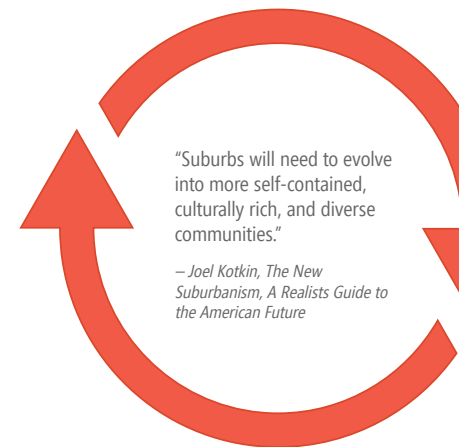 “Suburbs will need to evolve
into more self-contained,
culturally rich, and diverse
communities.”
– Joel Kotkin, The New
Suburbanism, A Realists Guide to
the American Future